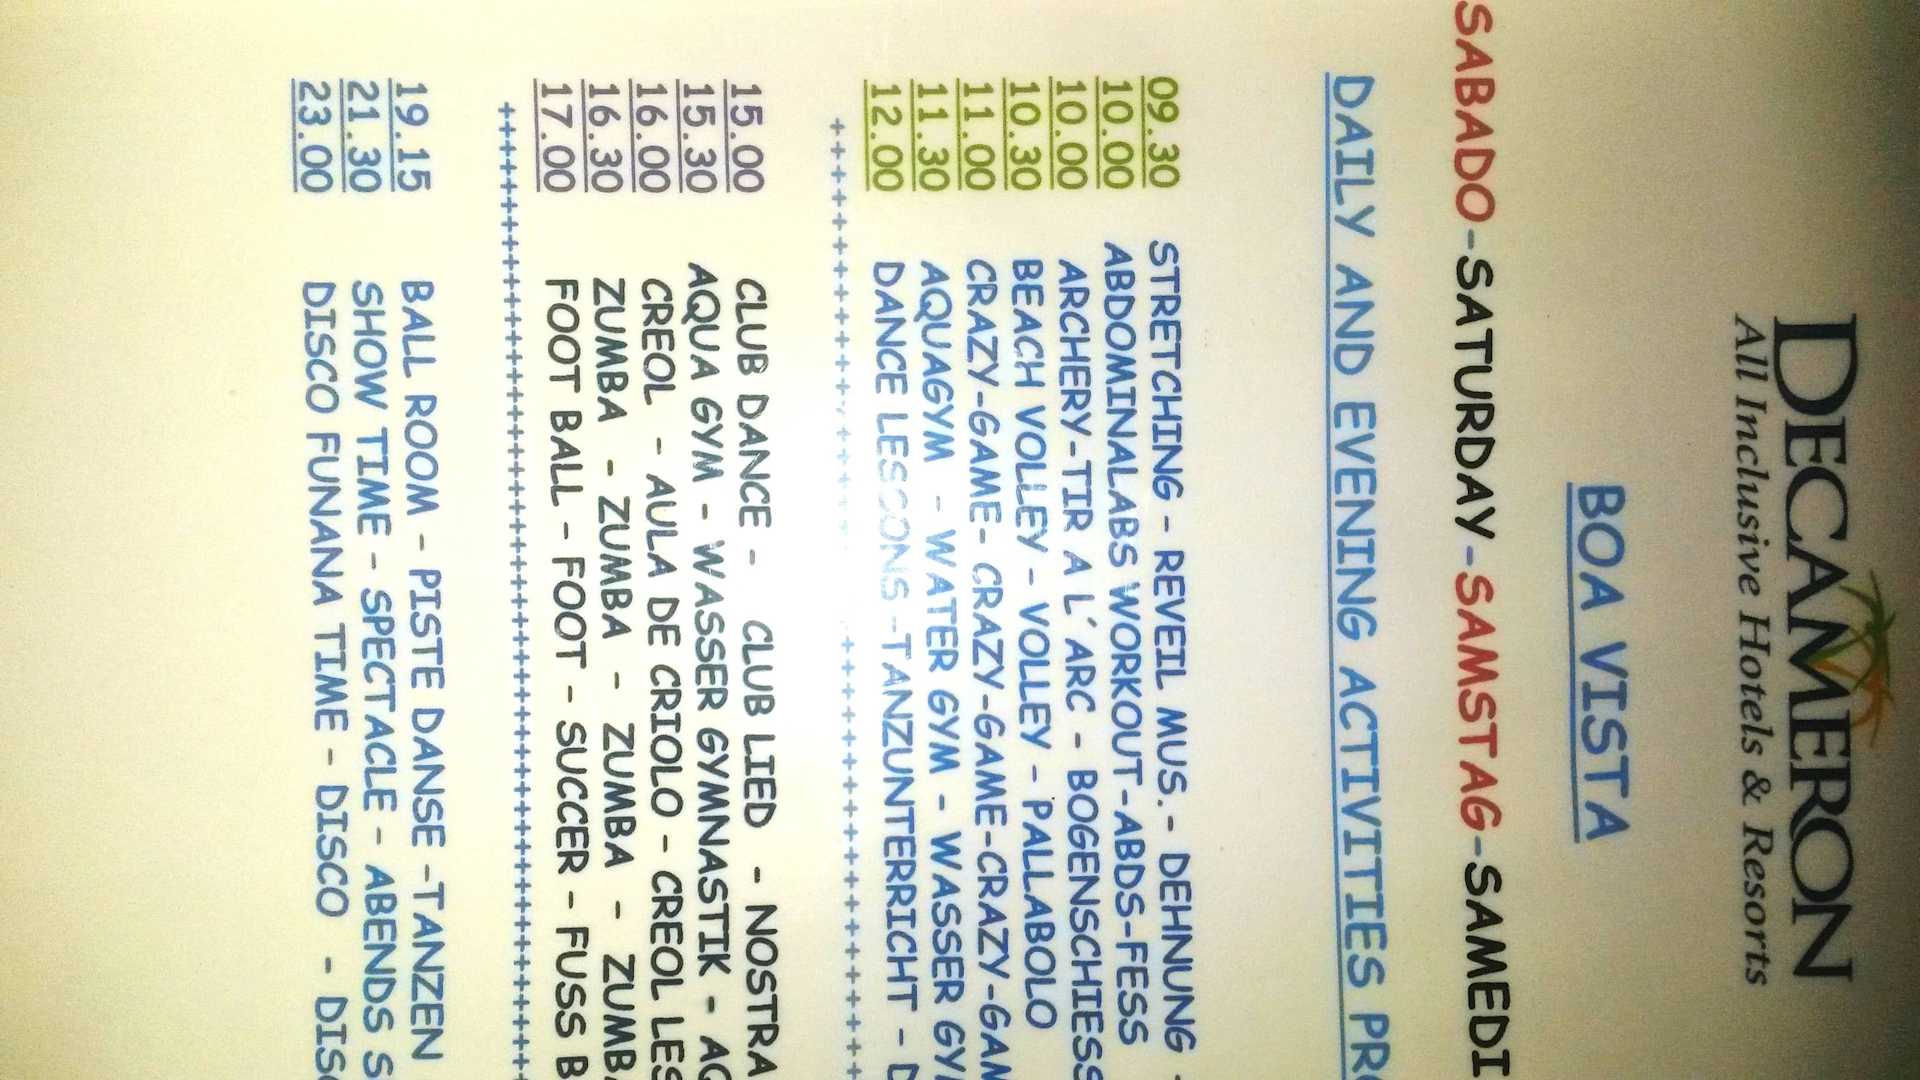 DECAMERON
All Inclusive Hotels & Resorts
BOA VISTA
SABADO-SATURDAY-SAMSTAG-SAMEDI
DAILY AND EVENING ACTIVITIES PR
09.30 STRETCHING - REVEIL MUS. - DEHNUNG -
10.00 ABDOMINALABS WORKOUT-ABDS-FESS
10.00 ARCHERY-TIR A L´ARC - BOGENSCHIESS
10.30 BEACH VOLLEY - VOLLEY - PALLABOLO
11.00 CRAZY-GAME- CRAZY-GAME-CRAZY-GAM
11.30 AQUAGYM - WATER GYM - WASSER GYM
12.00 DANCE LESCONS -TANZUNTERRICHT - D
++++++++++++++++++++++++++++++++++++++++
15.00 CLUB DANCE - CLUB LIED - NOSTRA
15.30 AQUA GYM - WASSER GYMNASTIK - AQ
16.00 CREOL - AULA DE CRIOLO - CREOL LES
16.30 ZUMBA - ZUMBA - ZUMBA - ZUMB
17.00 FOOT BALL - FOOT - SUCCER - FUSS B
++++++++++++++++++++++++++++++++++++++++
19.15 BALL ROOM - PISTE DANSE -TANZEN
21.30 SHOW TIME - SPECTACLE - ABENDS S
23.00 DISCO FUNANA TIME - DISCO - DISC